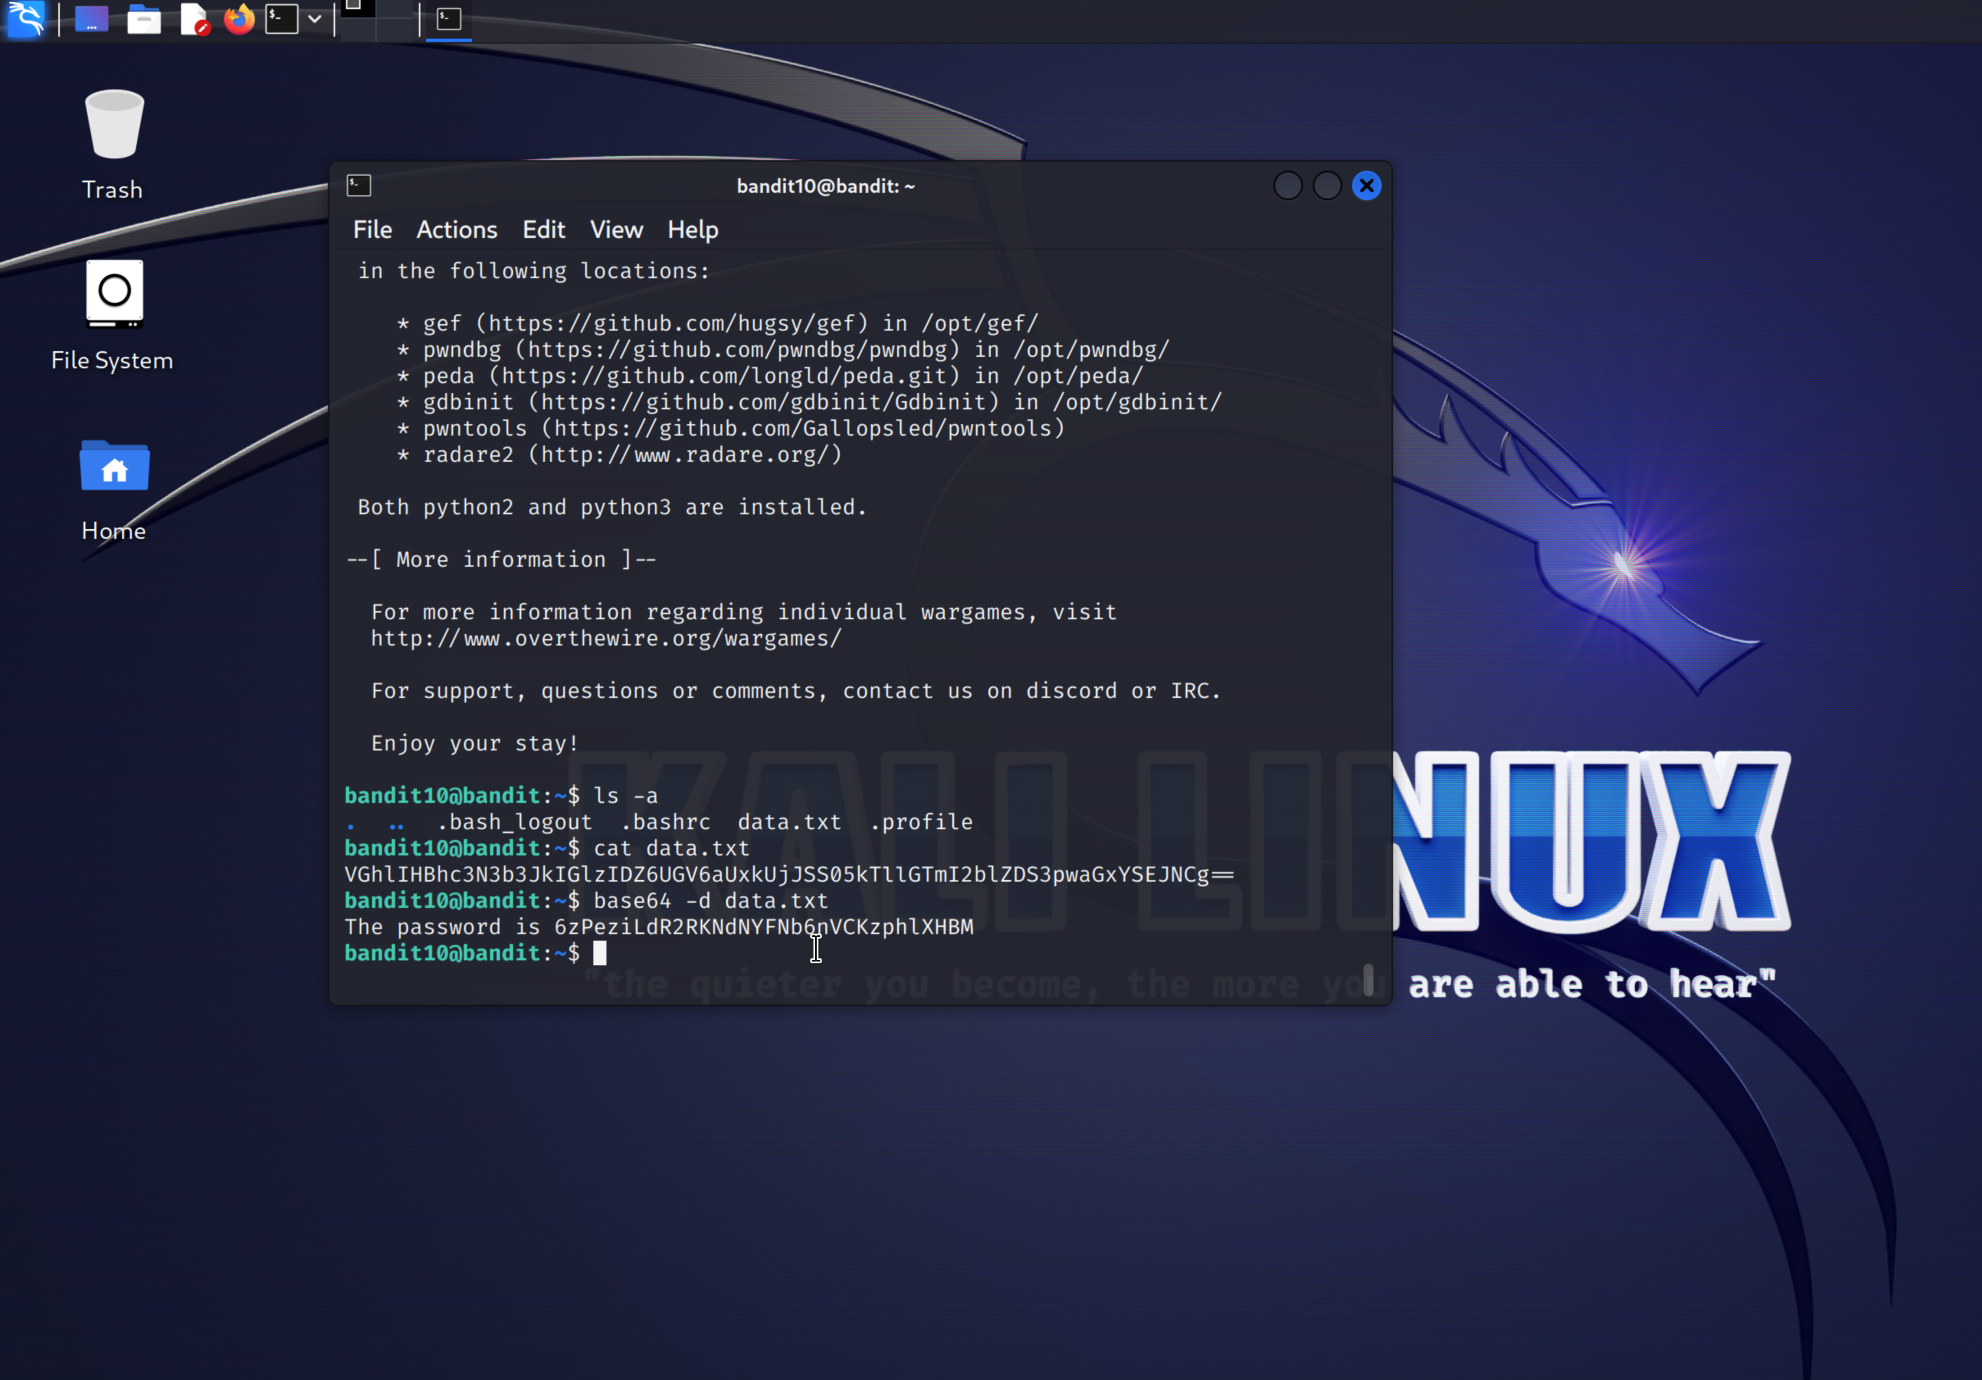 Trash
File System
Home
bandit10@bandit: ~
File Actions Edit View Help
in the following locations:
* gef (https://github.com/hugsy/gef) in /opt/gef/
* pwndbg (https://github.com/pwndbg/pwndbg) in /opt/pwndbg/
* peda (https://github.com/longld/peda.git) in /opt/peda/
* gdbinit (https://github.com/gdbinit/Gdbinit) in /opt/gdbinit/
* pwntools (https://github.com/Gallopsled/pwntools)
* radare2 (http://www.radare.org/)
Both python2 and python3 are installed.
--[ More information ]--
For more information regarding individual wargames, visit
http://www.overthewire.org/wargames/
For support, questions or comments, contact us on discord or IRC.
Enjoy your stay!
bandit10@bandit:~$ ls -a
. .. .bash_logout .bashrc data.txt .profile
bandit10@bandit:~$ cat data.txt
VGhlIHBhc3N3b3JkIGlzIDZ6UGV6aUxkUjJSS05kTllGTmI2blZDS3pwaGxYSEJNCg==
bandit10@bandit:~$ base64 -d data.txt
The password is 6zPeziLdR2RKNdNYFNb6nVCKzphlXHBM
bandit10@bandit:~$
KALI LINUX
"the quieter you become, the more you are able to hear"